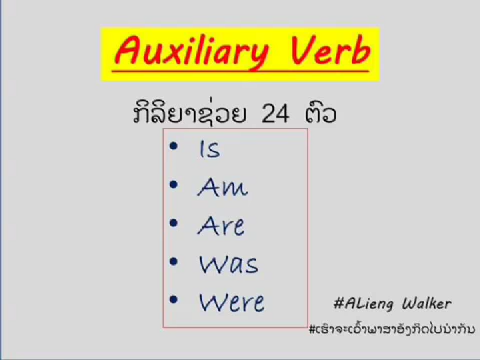 Auxiliary Verb
ກິລິຍາຊ່ວຍ 24 ຕົວ
• Is
• Am
• Are
• Was
• Were
#ALieng Walker
#ເຮົາຈະເວົ້າພາສາອັງກິດໄປນຳກັນ